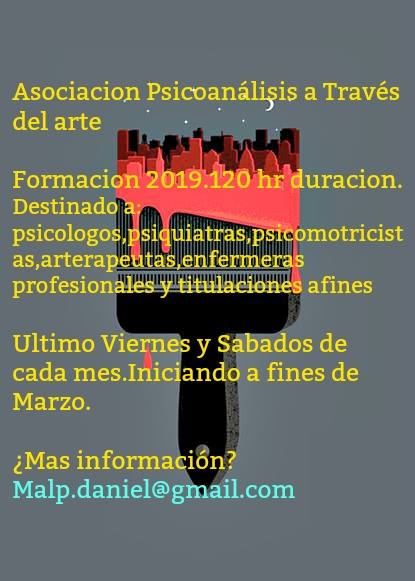 Asociacion Psicoanálisis a Través
del arte
Formacion 2019.120 hr duracion.
Destinado a:
psicologos,psiquiatras,psicomotricist
as,arterapeutas,enfermeras
profesionales y titulaciones afines
Ultimo Viernes y Sabados de
cada mes.Iniciando a fines de
Marzo.
¿Mas información?
Malp.daniel@gmail.com